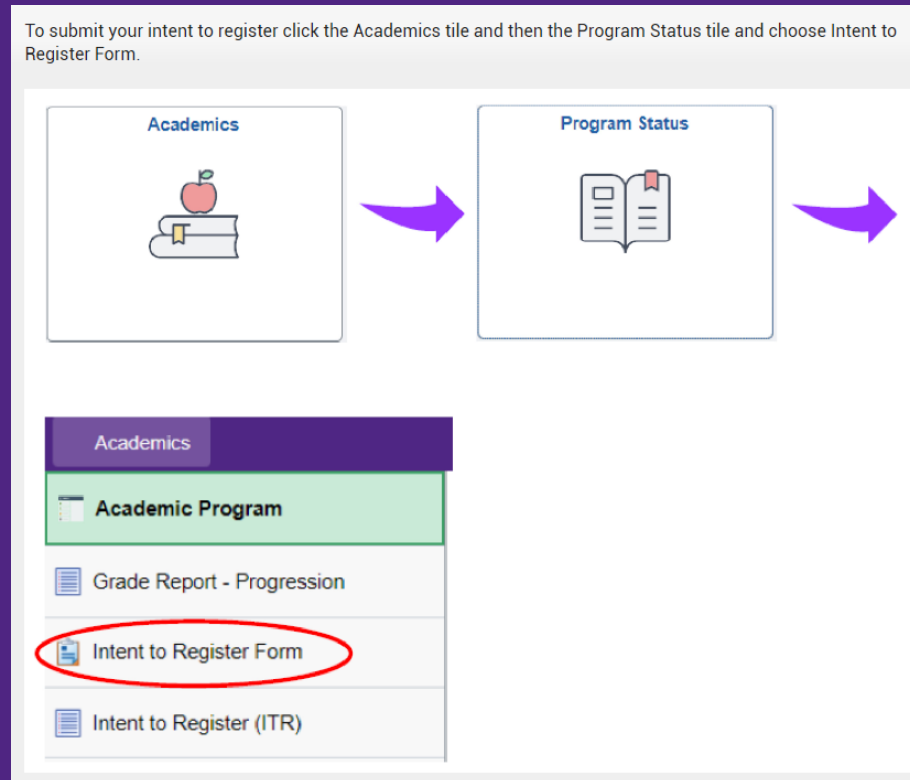 To submit your intent to register click the Academics tile and then the Program Status tile and choose Intent to
Register Form.
Academics
Program Status
Academics
Academic Program
Grade Report - Progression
Intent to Register Form
Intent to Register (ITR)